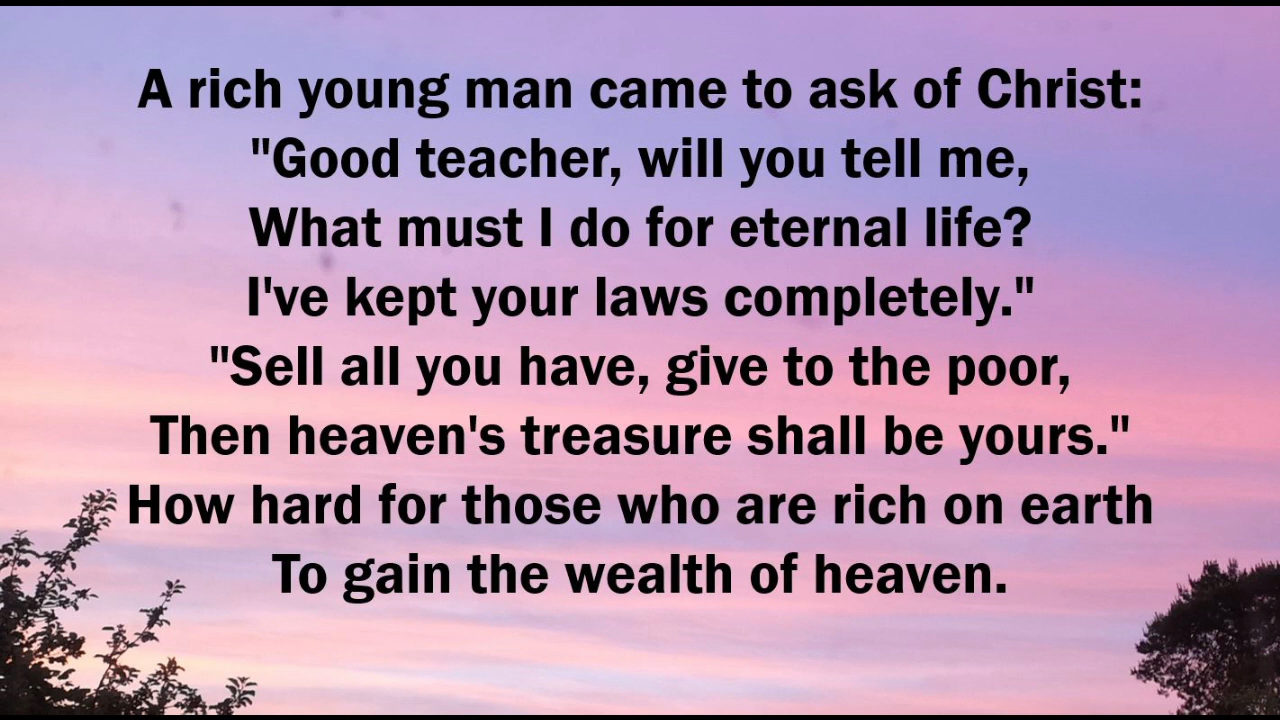 A rich young man came to ask of Christ:
"Good teacher, will you tell me,
What must I do for eternal life?
I've kept your laws completely."
"Sell all you have, give to the poor,
Then heaven's treasure shall be yours."
How hard for those who are rich on earth
To gain the wealth of heaven.